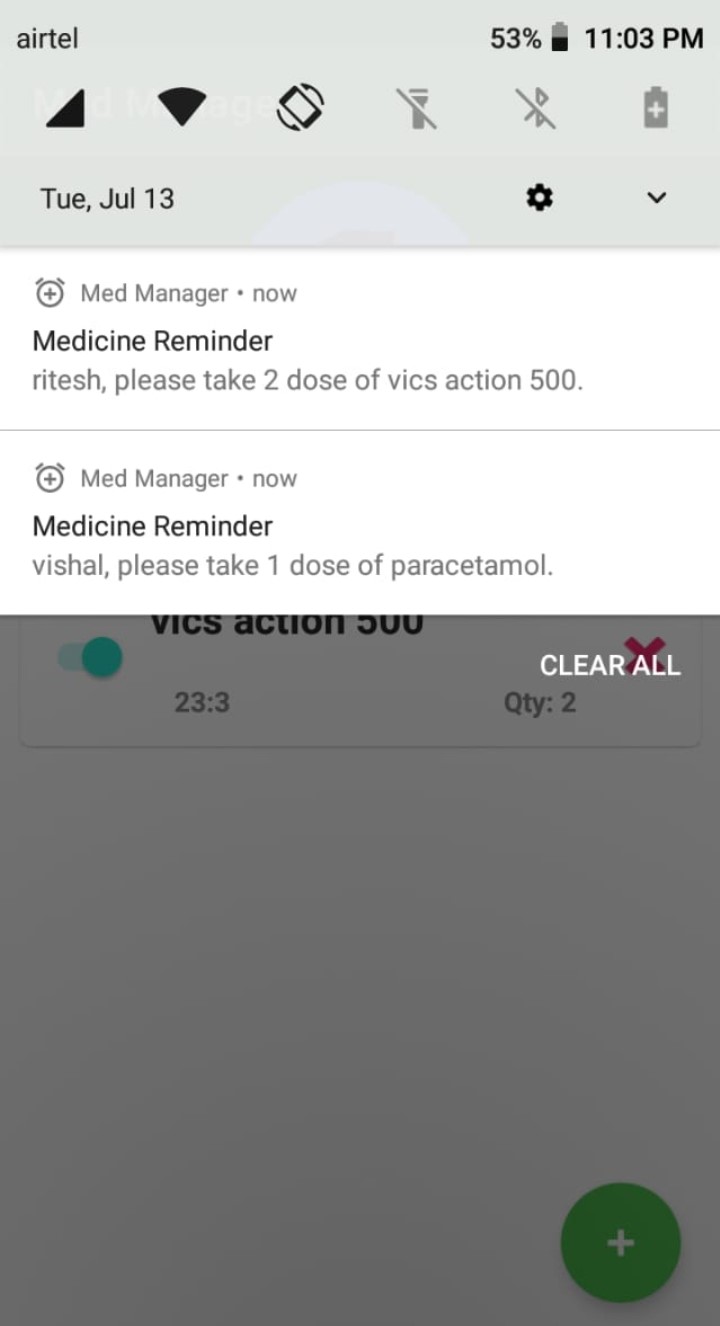 airtel 53% 11:03 PM
Med Manager
Tue, Jul 13
Med Manager • now
Medicine Reminder
ritesh, please take 2 dose of vics action 500.
Med Manager • now
Medicine Reminder
vishal, please take 1 dose of paracetamol.
vics action 500
CLEAR ALL
23:3 Qty: 2